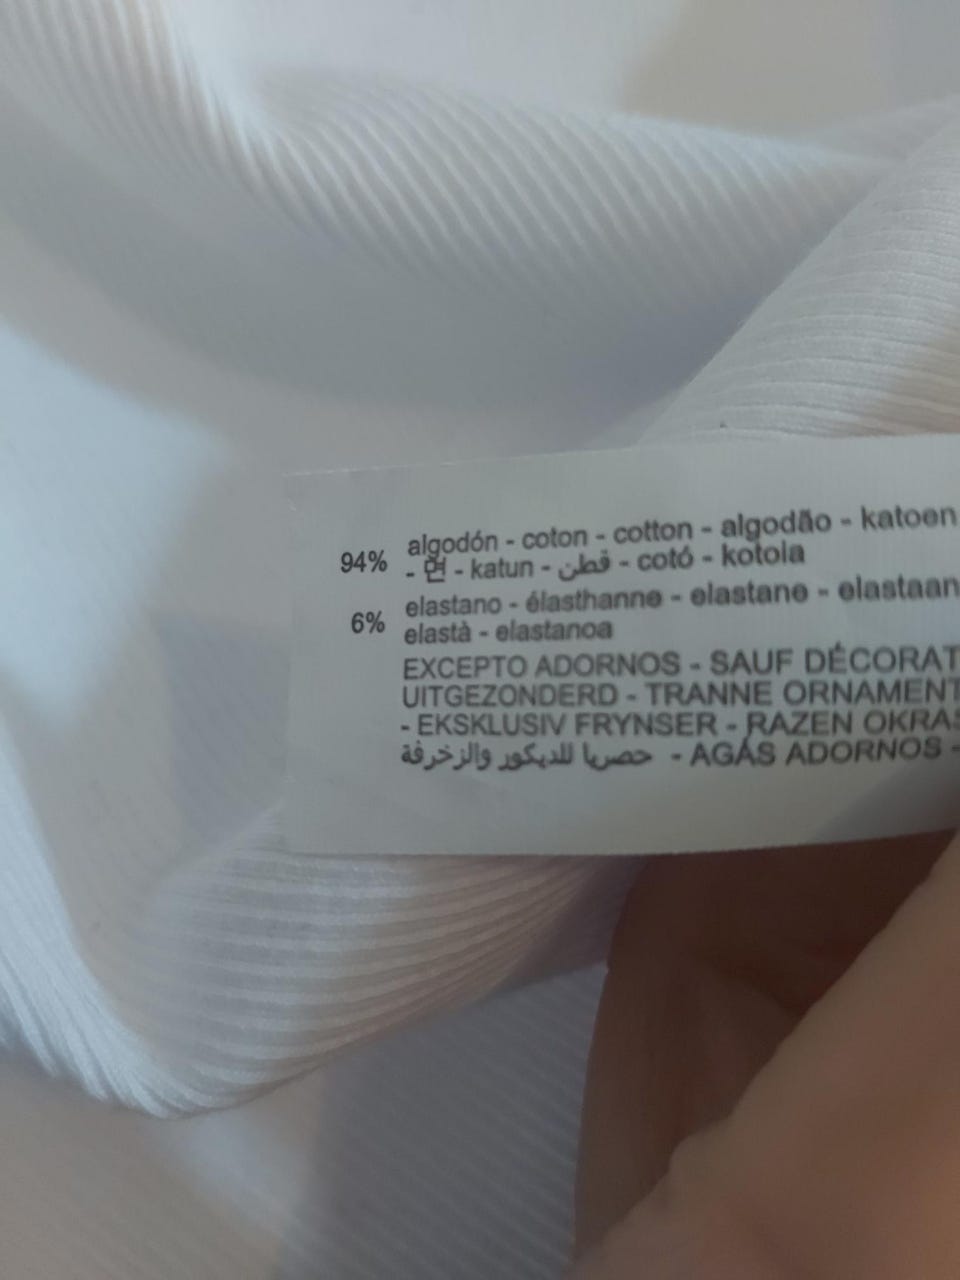 94% algodón - coton - cotton - algodão - katoen
- 면 - katun - قطن - cotó - kotoia
6% elastano - élasthanne - elastane - elastaan
elastà - elastanoa
EXCEPTO ADORNOS - SAUF DÉCORAT
UITGEZONDERD - TRANNE ORNAMENT
- EKSKLUSIV FRYNSER - RAZEN OKRAS
حصريا للديكور والزخرفة - AGÁS ADORNOS -